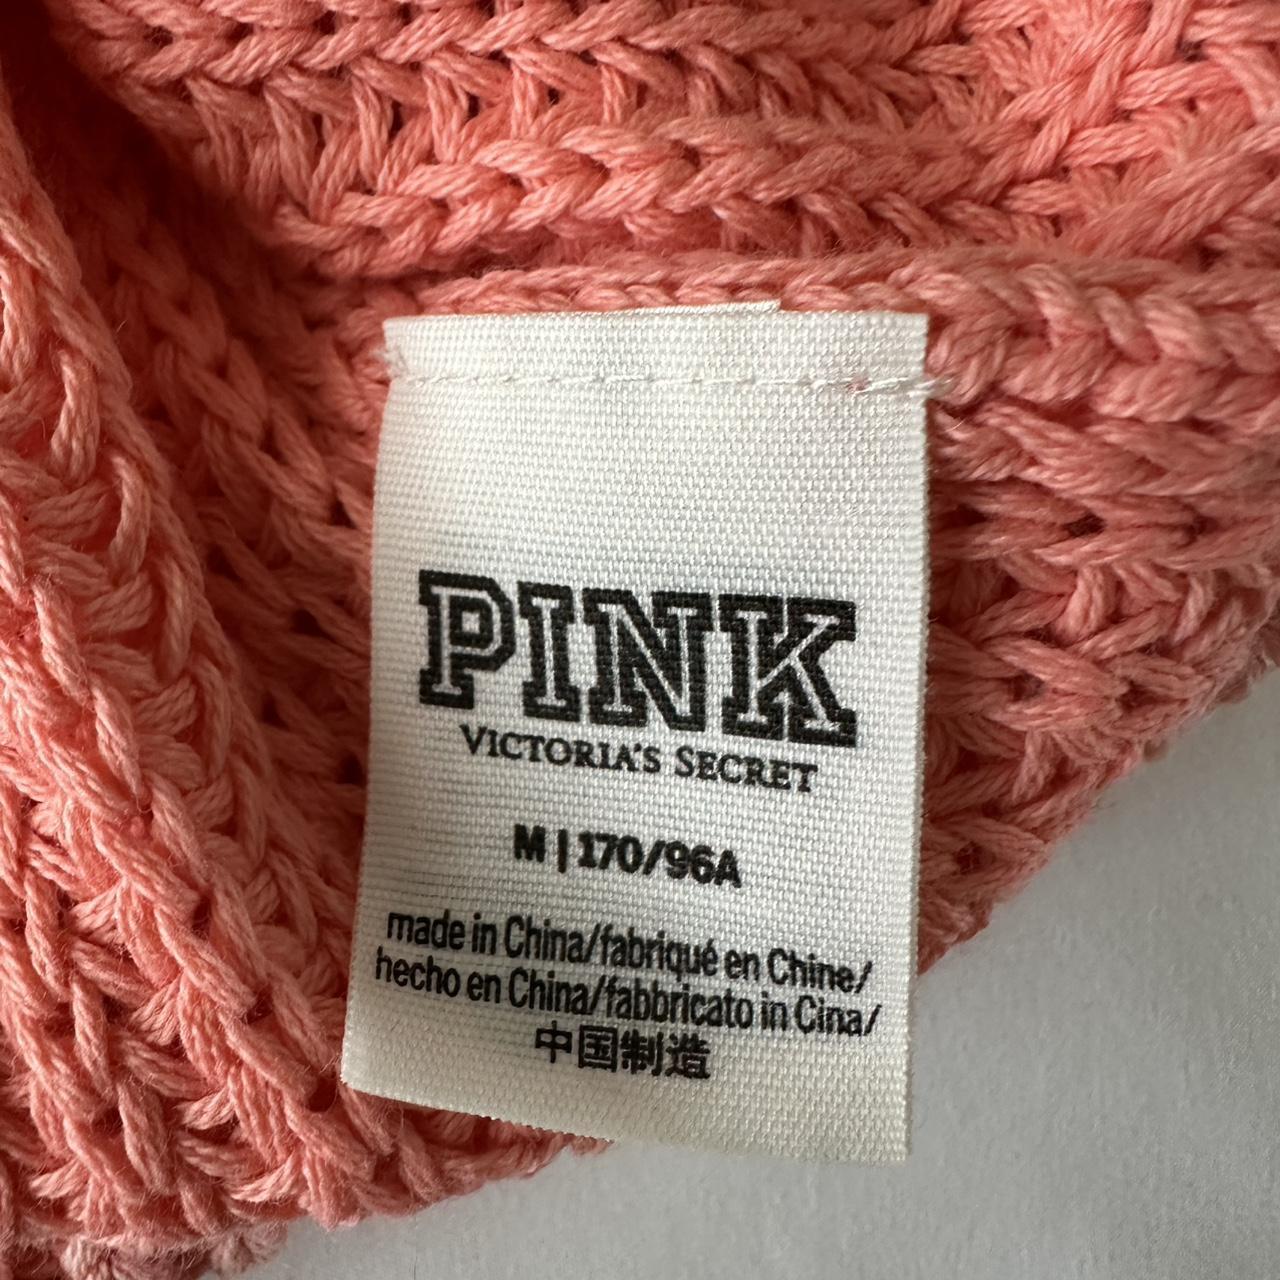 PINK
VICTORIA'S SECRET
M | 170/96A
made in China/fabriqué en Chine/
hecho en China/fabbricato in Cina/
中国制造